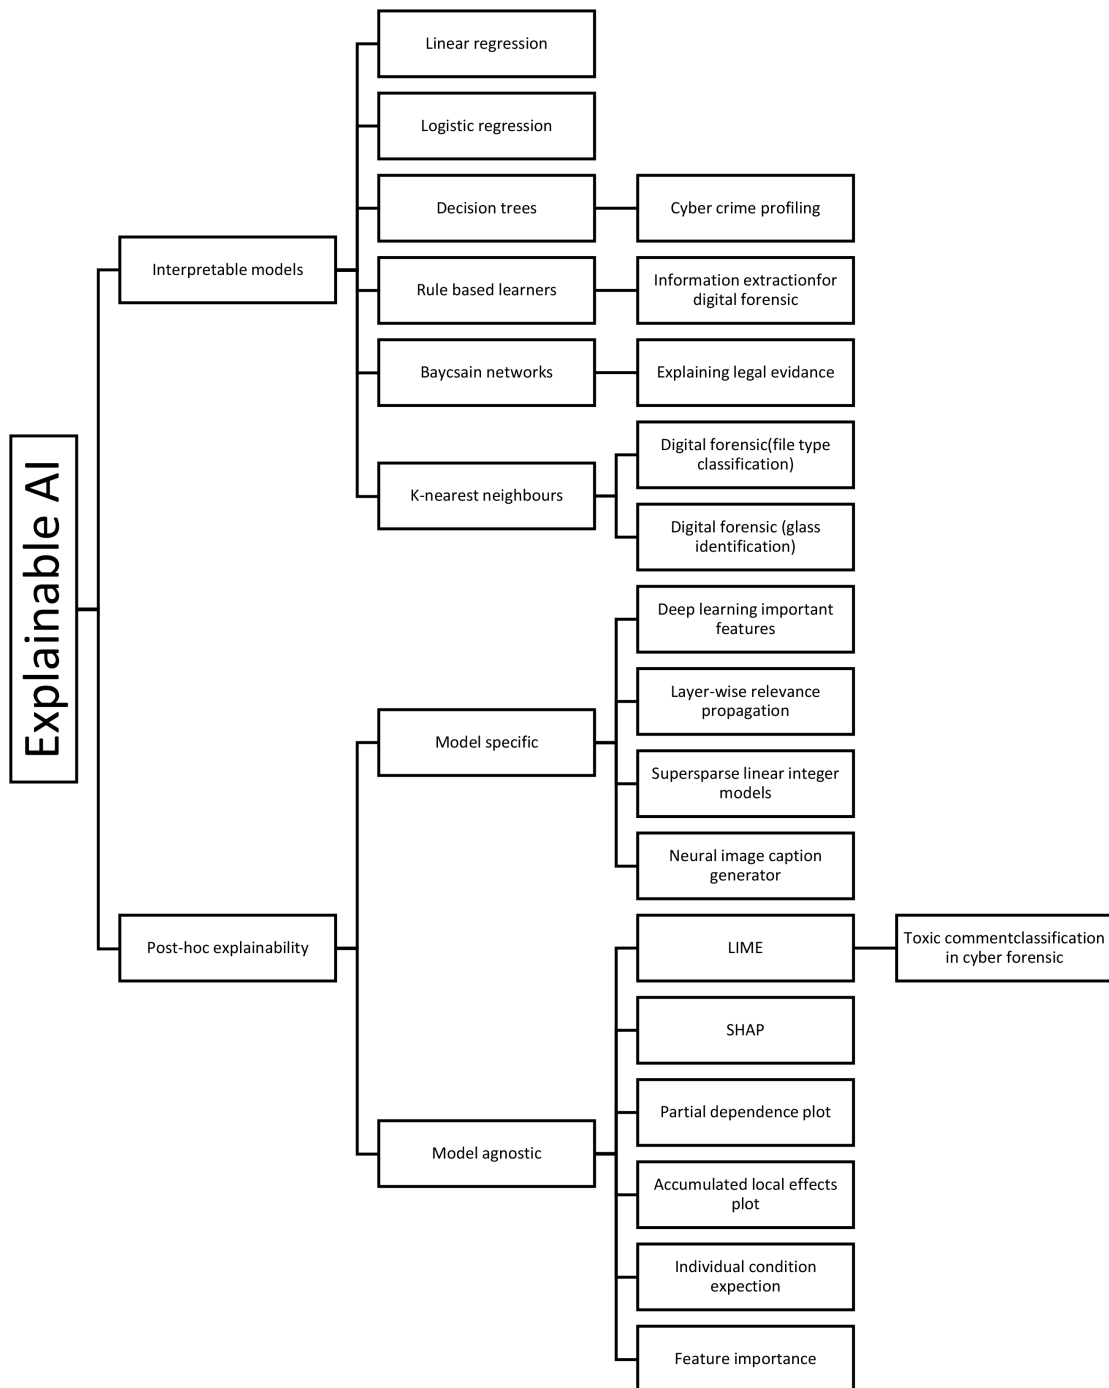 Explainable AI
Interpretable models
Linear regression
Logistic regression
Decision trees
Cyber crime profiling
Rule based learners
Information extractionfor
digital forensic
Baycsain networks
Explaining legal evidance
K-nearest neighbours
Digital forensic(file type
classification)
Digital forensic (glass
identification)
Post-hoc explainability
Model specific
Deep learning important
features
Layer-wise relevance
propagation
Supersparse linear integer
models
Neural image caption
generator
Model agnostic
LIME
Toxic commentclassification
in cyber forensic
SHAP
Partial dependence plot
Accumulated local effects
plot
Individual condition
expection
Feature importance